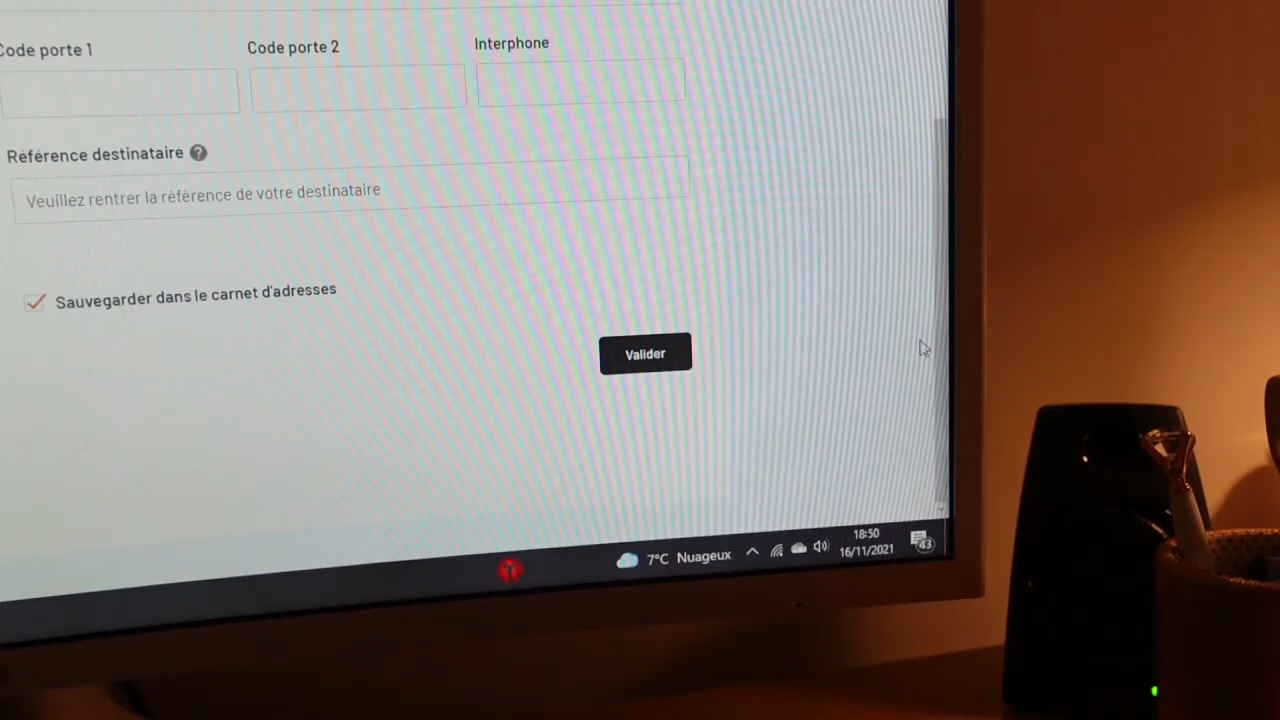 Code porte 1
Code porte 2
Interphone
Référence destinataire ?
Veuillez rentrer la référence de votre destinataire
Sauvegarder dans le carnet d'adresses
Valider
7°C Nuageux
18:50
16/11/2021
43